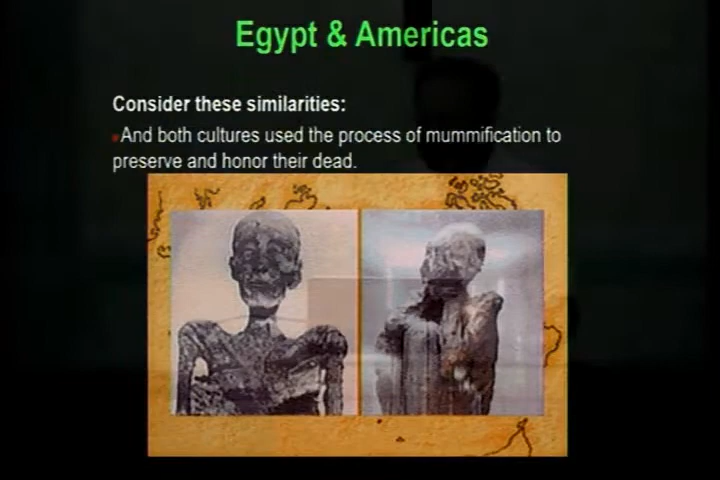 Egypt & Americas
Consider these similarities:
And both cultures used the process of mummification to
preserve and honor their dead.